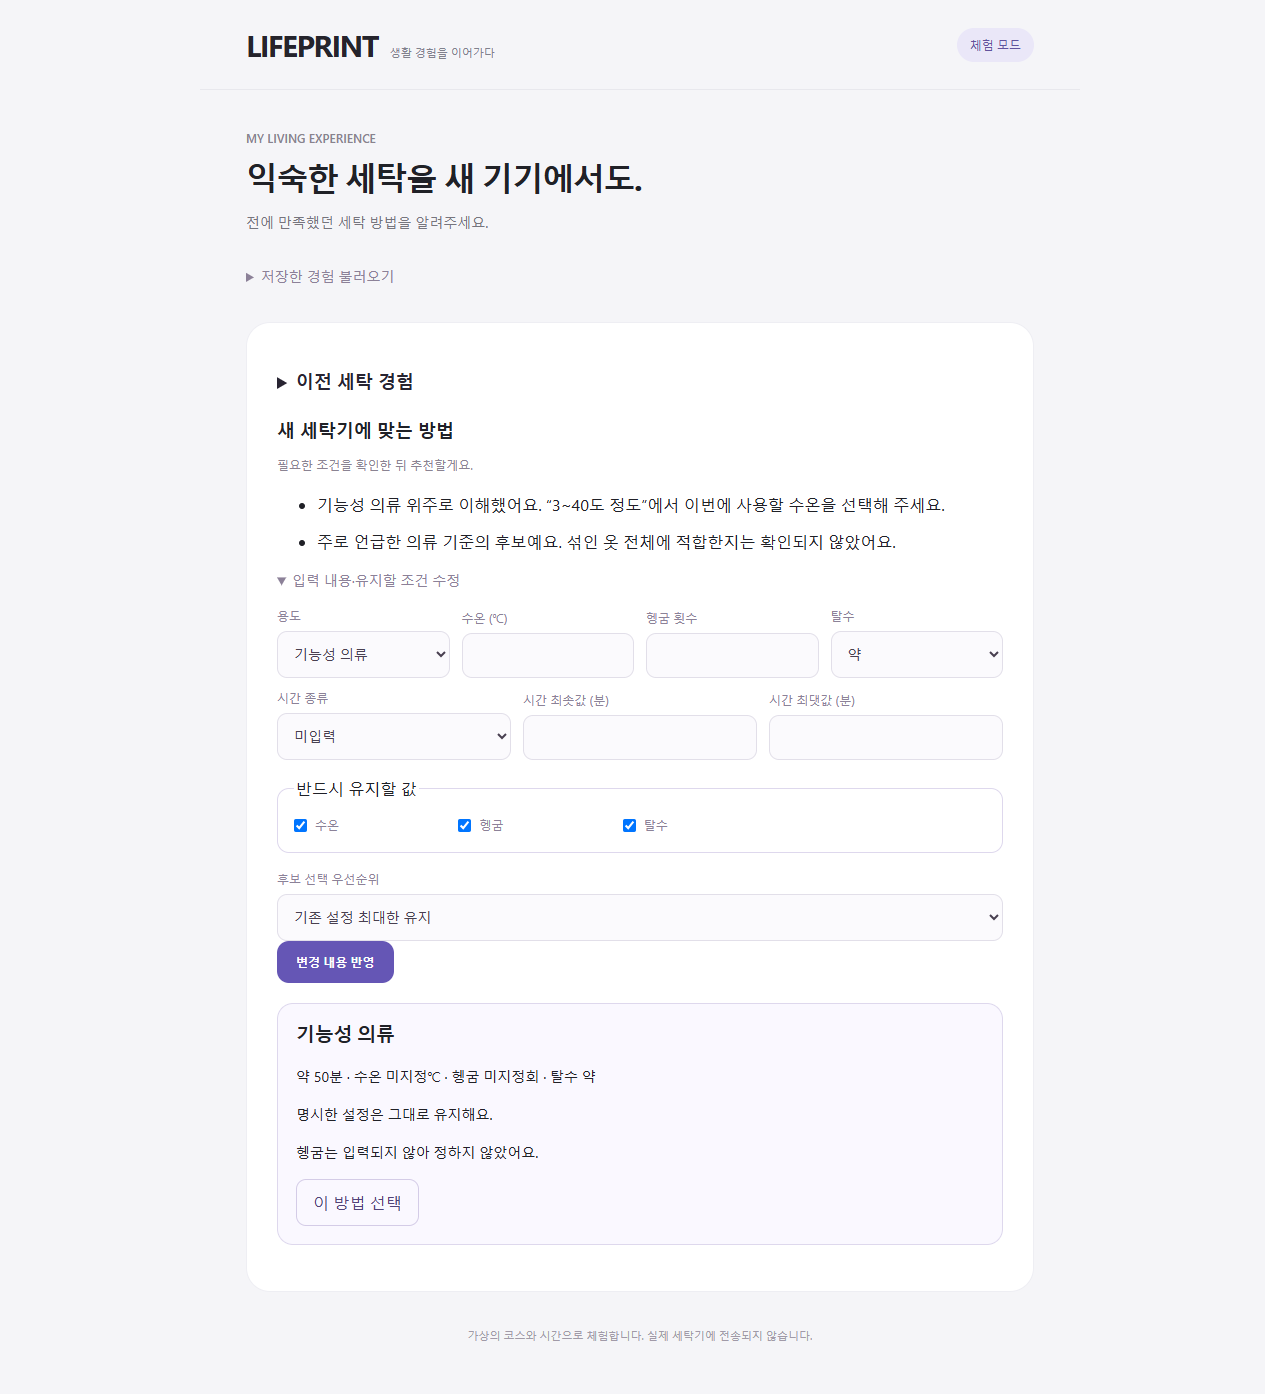 LIFEPRINT 생활 경험을 이어가다
체험 모드
MY LIVING EXPERIENCE
익숙한 세탁을 새 기기에서도.
전에 만족했던 세탁 방법을 알려주세요.
▶ 저장한 경험 불러오기
▶ 이전 세탁 경험
새 세탁기에 맞는 방법
필요한 조건을 확인한 뒤 추천할게요.
• 기능성 의류 위주로 이해했어요. “3~40도 정도”에서 이번에 사용할 수온을 선택해 주세요.
• 주로 언급한 의류 기준의 후보예요. 섞인 옷 전체에 적합한지는 확인되지 않았어요.
▼ 입력 내용·유지할 조건 수정
용도 수온 (℃) 헹굼 횟수 탈수
기능성 의류 약
시간 종류 시간 최솟값 (분) 시간 최댓값 (분)
미입력
반드시 유지할 값
수온 헹굼 탈수
후보 선택 우선순위
기존 설정 최대한 유지
변경 내용 반영
기능성 의류
약 50분 · 수온 미지정℃ · 헹굼 미지정회 · 탈수 약
명시한 설정은 그대로 유지해요.
헹굼는 입력되지 않아 정하지 않았어요.
이 방법 선택
가상의 코스와 시간으로 체험합니다. 실제 세탁기에 전송되지 않습니다.